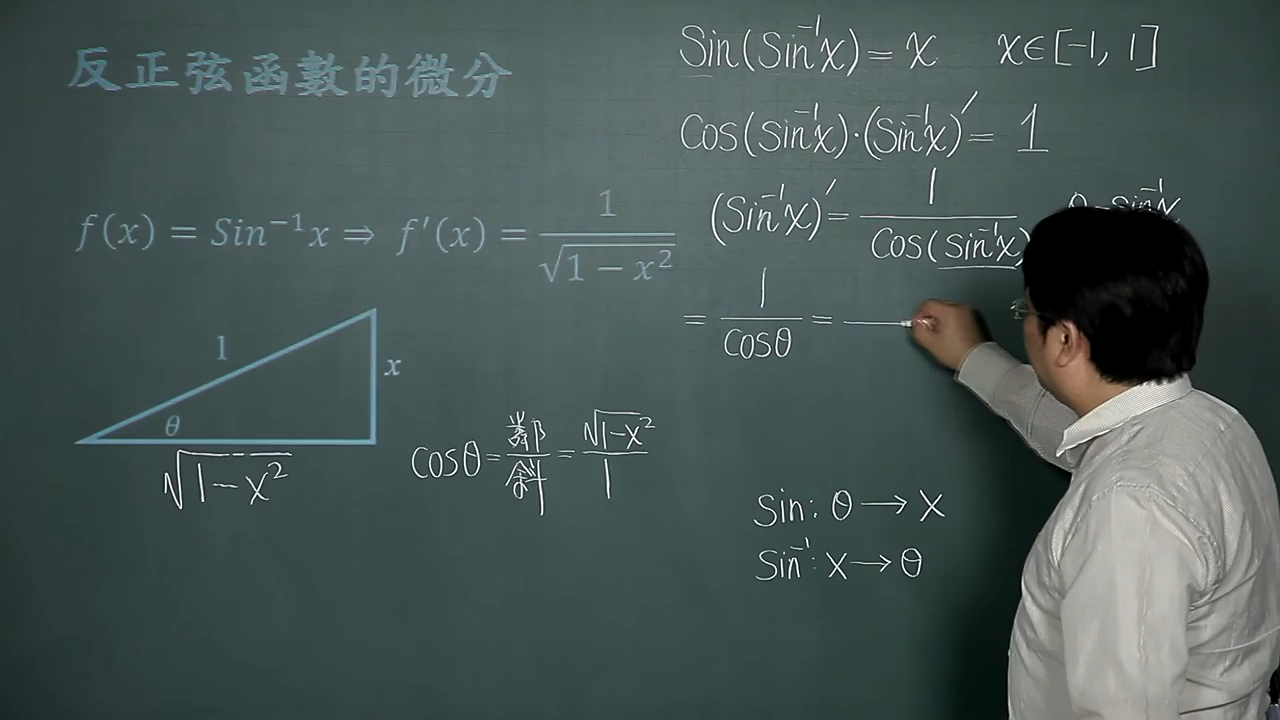 反正弦函數的微分
f(x) = Sin⁻¹x ⇒ f′(x) = 1/√(1 − x²)
1
x
θ
√(1−x²)
cosθ = 鄰/斜 = √(1−x²)/1
Sin(Sin⁻¹x) = x x∈[-1, 1]
Cos(Sin⁻¹x)·(Sin⁻¹x)′ = 1
(Sin⁻¹x)′ = 1/Cos(Sin⁻¹x) θ=Sin⁻¹x
= 1/cosθ =
Sin: θ → x
Sin⁻¹: x → θ